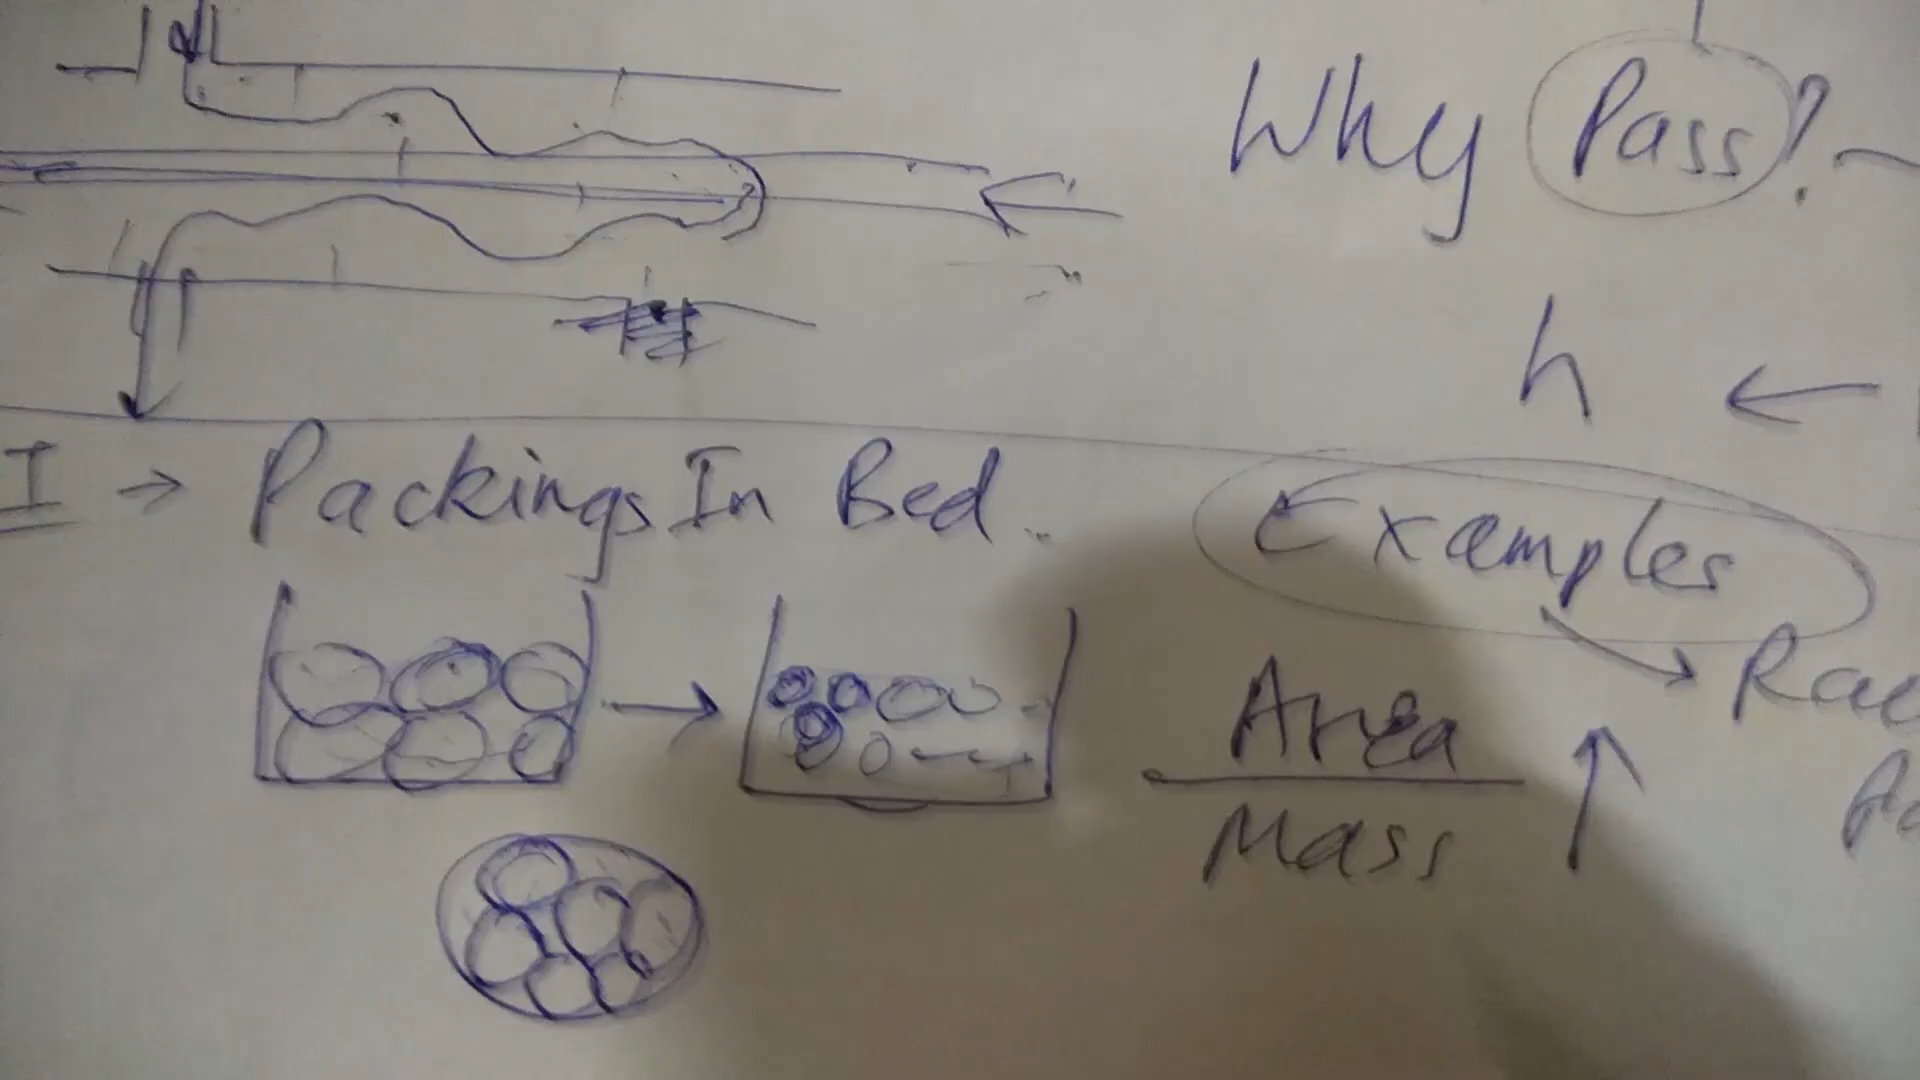 Why Pass?
h ←
I → Packings In Bed
Examples
Area
Mass